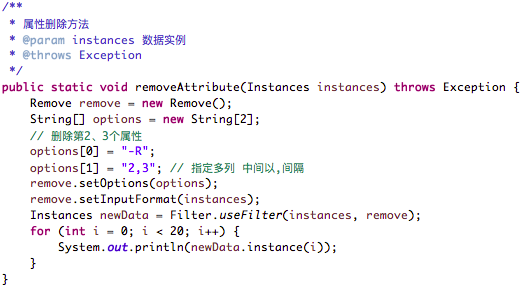 /**
 * 属性删除方法
 * @param instances 数据实例
 * @throws Exception
 */
public static void removeAttribute(Instances instances) throws Exception {
    Remove remove = new Remove();
    String[] options = new String[2];
    // 删除第2、3个属性
    options[0] = "-R";
    options[1] = "2,3"; // 指定多列 中间以,间隔
    remove.setOptions(options);
    remove.setInputFormat(instances);
    Instances newData = Filter.useFilter(instances, remove);
    for (int i = 0; i < 20; i++) {
        System.out.println(newData.instance(i));
    }
}